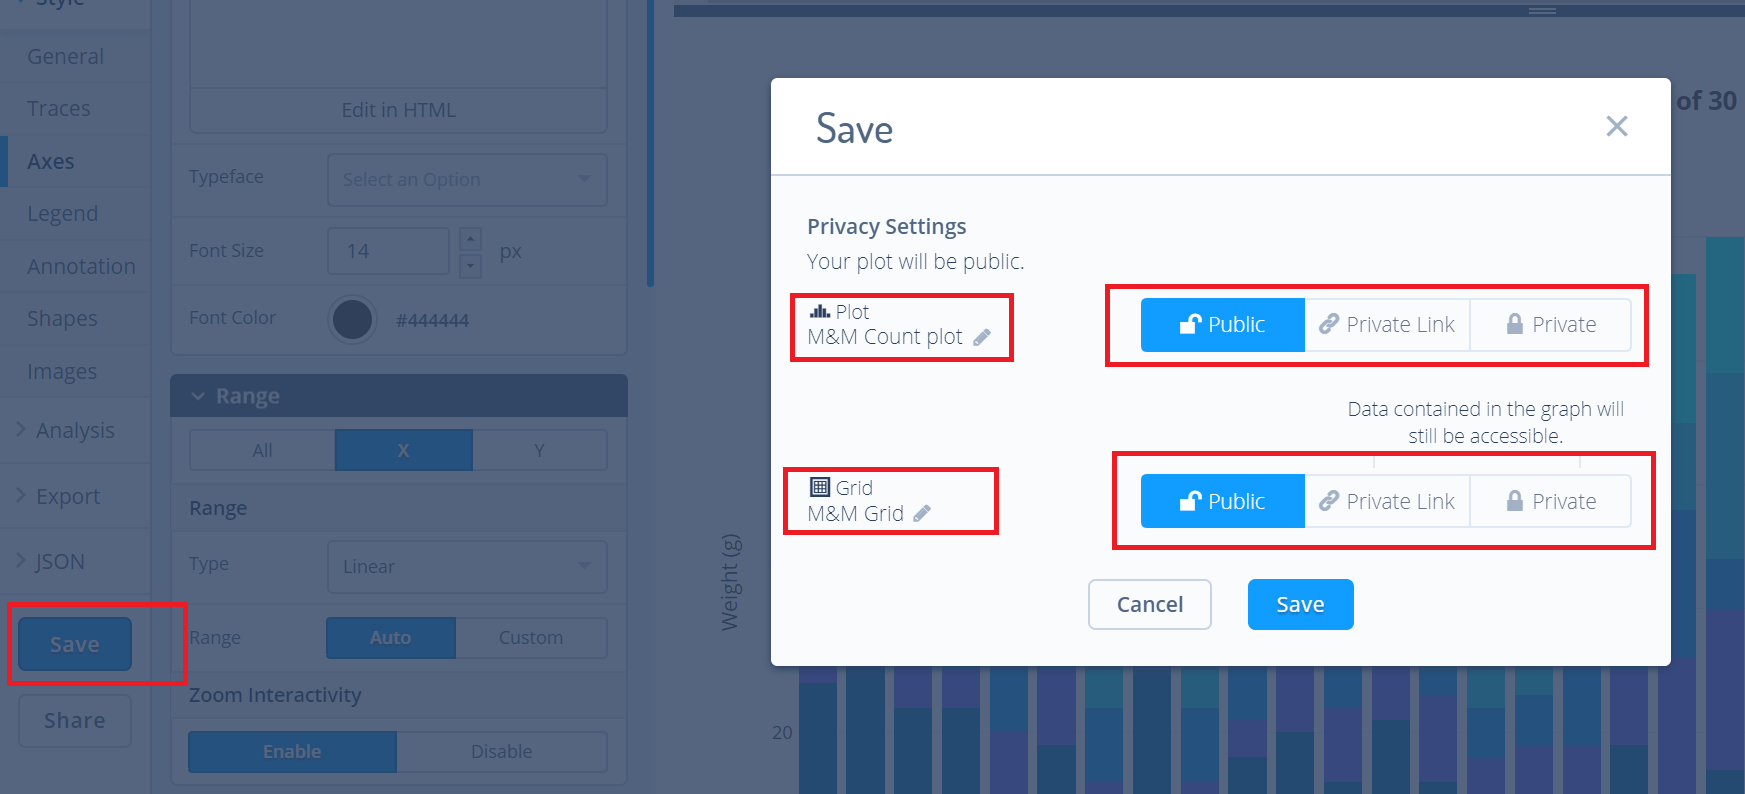 Style
General
Traces
Axes
Legend
Annotation
Shapes
Images
Analysis
Export
JSON
Save
Share
Edit in HTML
Typeface
Select an Option
Font Size
14
px
Font Color
#444444
Range
All
X
Y
Range
Type
Linear
Range
Auto
Custom
Zoom Interactivity
Enable
Disable
of 30
Weight (g)
20
Save
Privacy Settings
Your plot will be public.
Plot
M&M Count plot
Public
Private Link
Private
Data contained in the graph will
still be accessible.
Grid
M&M Grid
Public
Private Link
Private
Cancel
Save